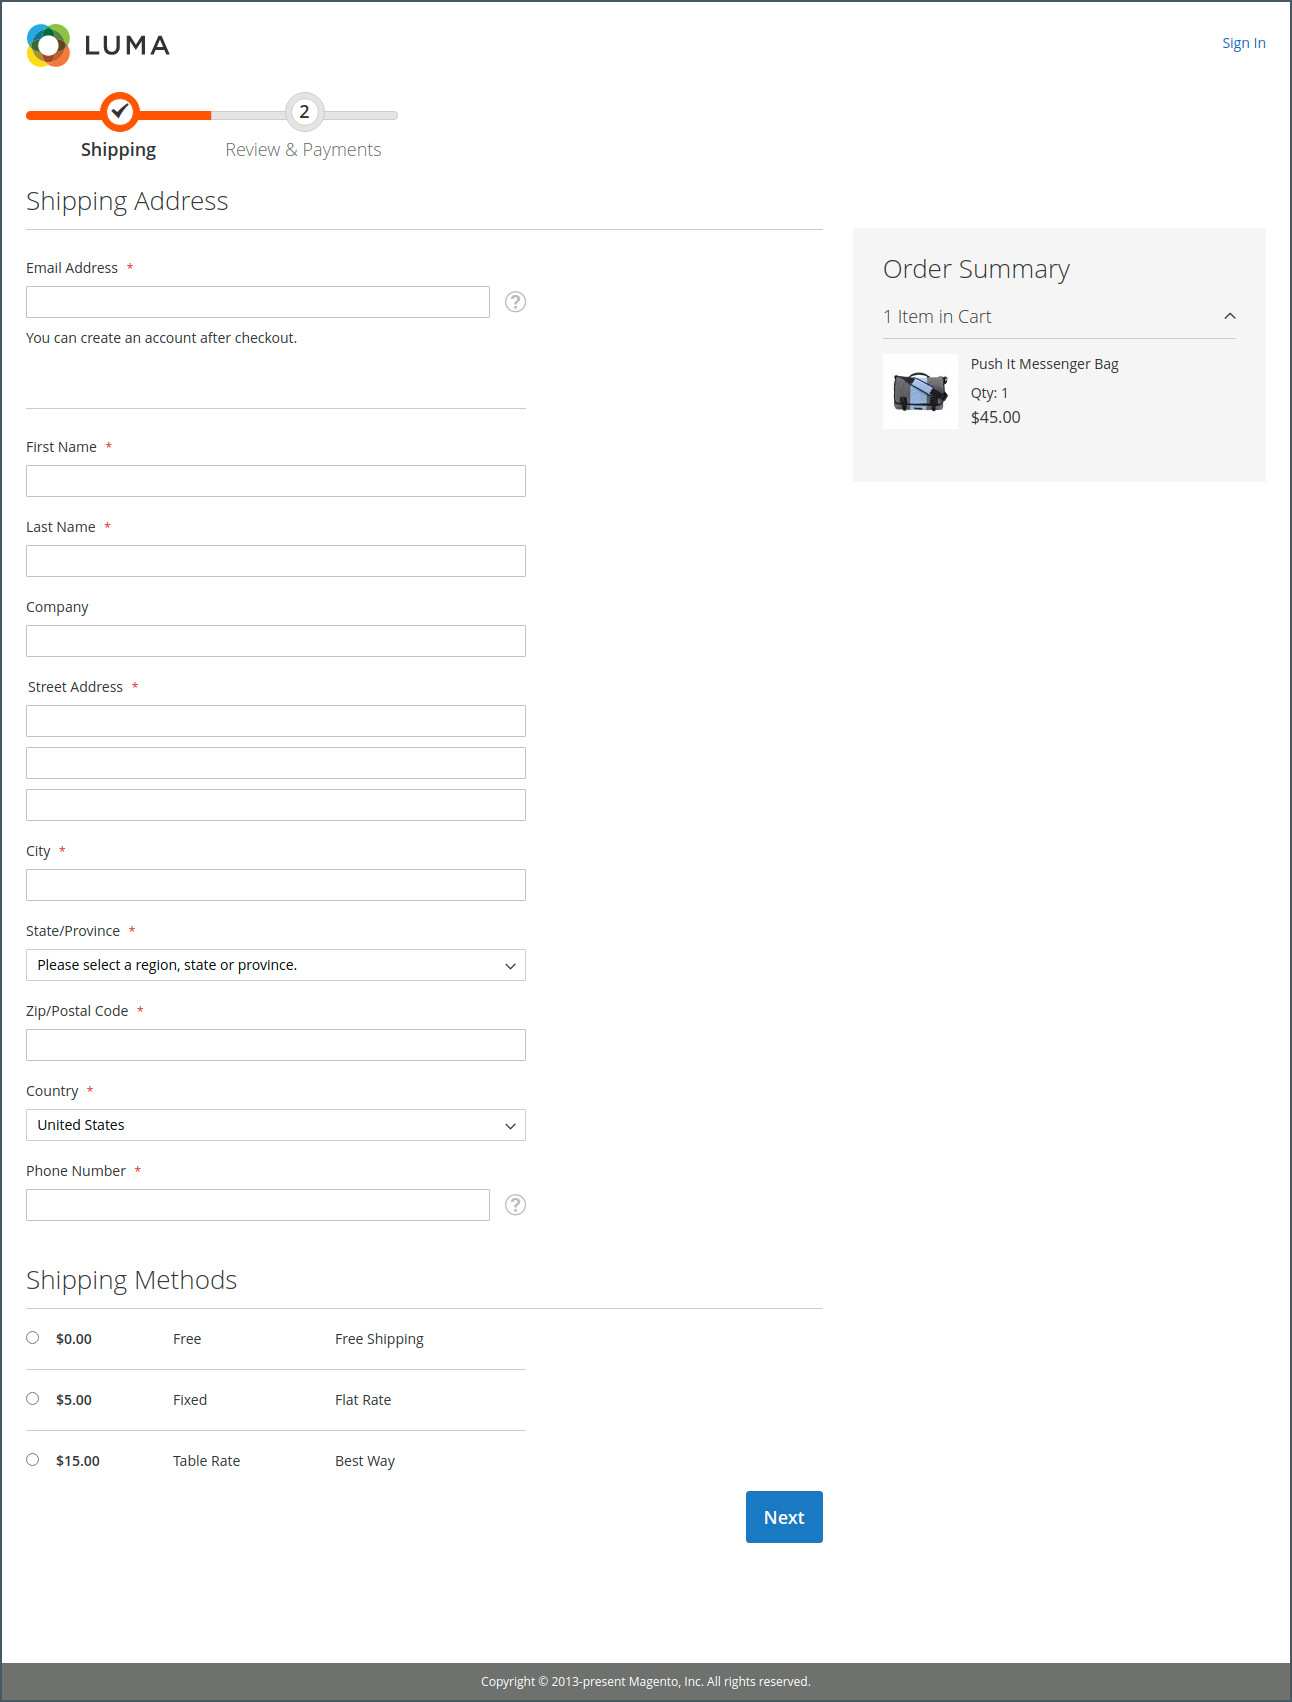 LUMA
Sign In
2
Shipping
Review & Payments
Shipping Address
Email Address *
?
You can create an account after checkout.
First Name *
Last Name *
Company
Street Address *
City *
State/Province *
Please select a region, state or province.
Zip/Postal Code *
Country *
United States
Phone Number *
?
Shipping Methods
$0.00 Free Free Shipping
$5.00 Fixed Flat Rate
$15.00 Table Rate Best Way
Next
Order Summary
1 Item in Cart
Push It Messenger Bag
Qty: 1
$45.00
Copyright © 2013-present Magento, Inc. All rights reserved.